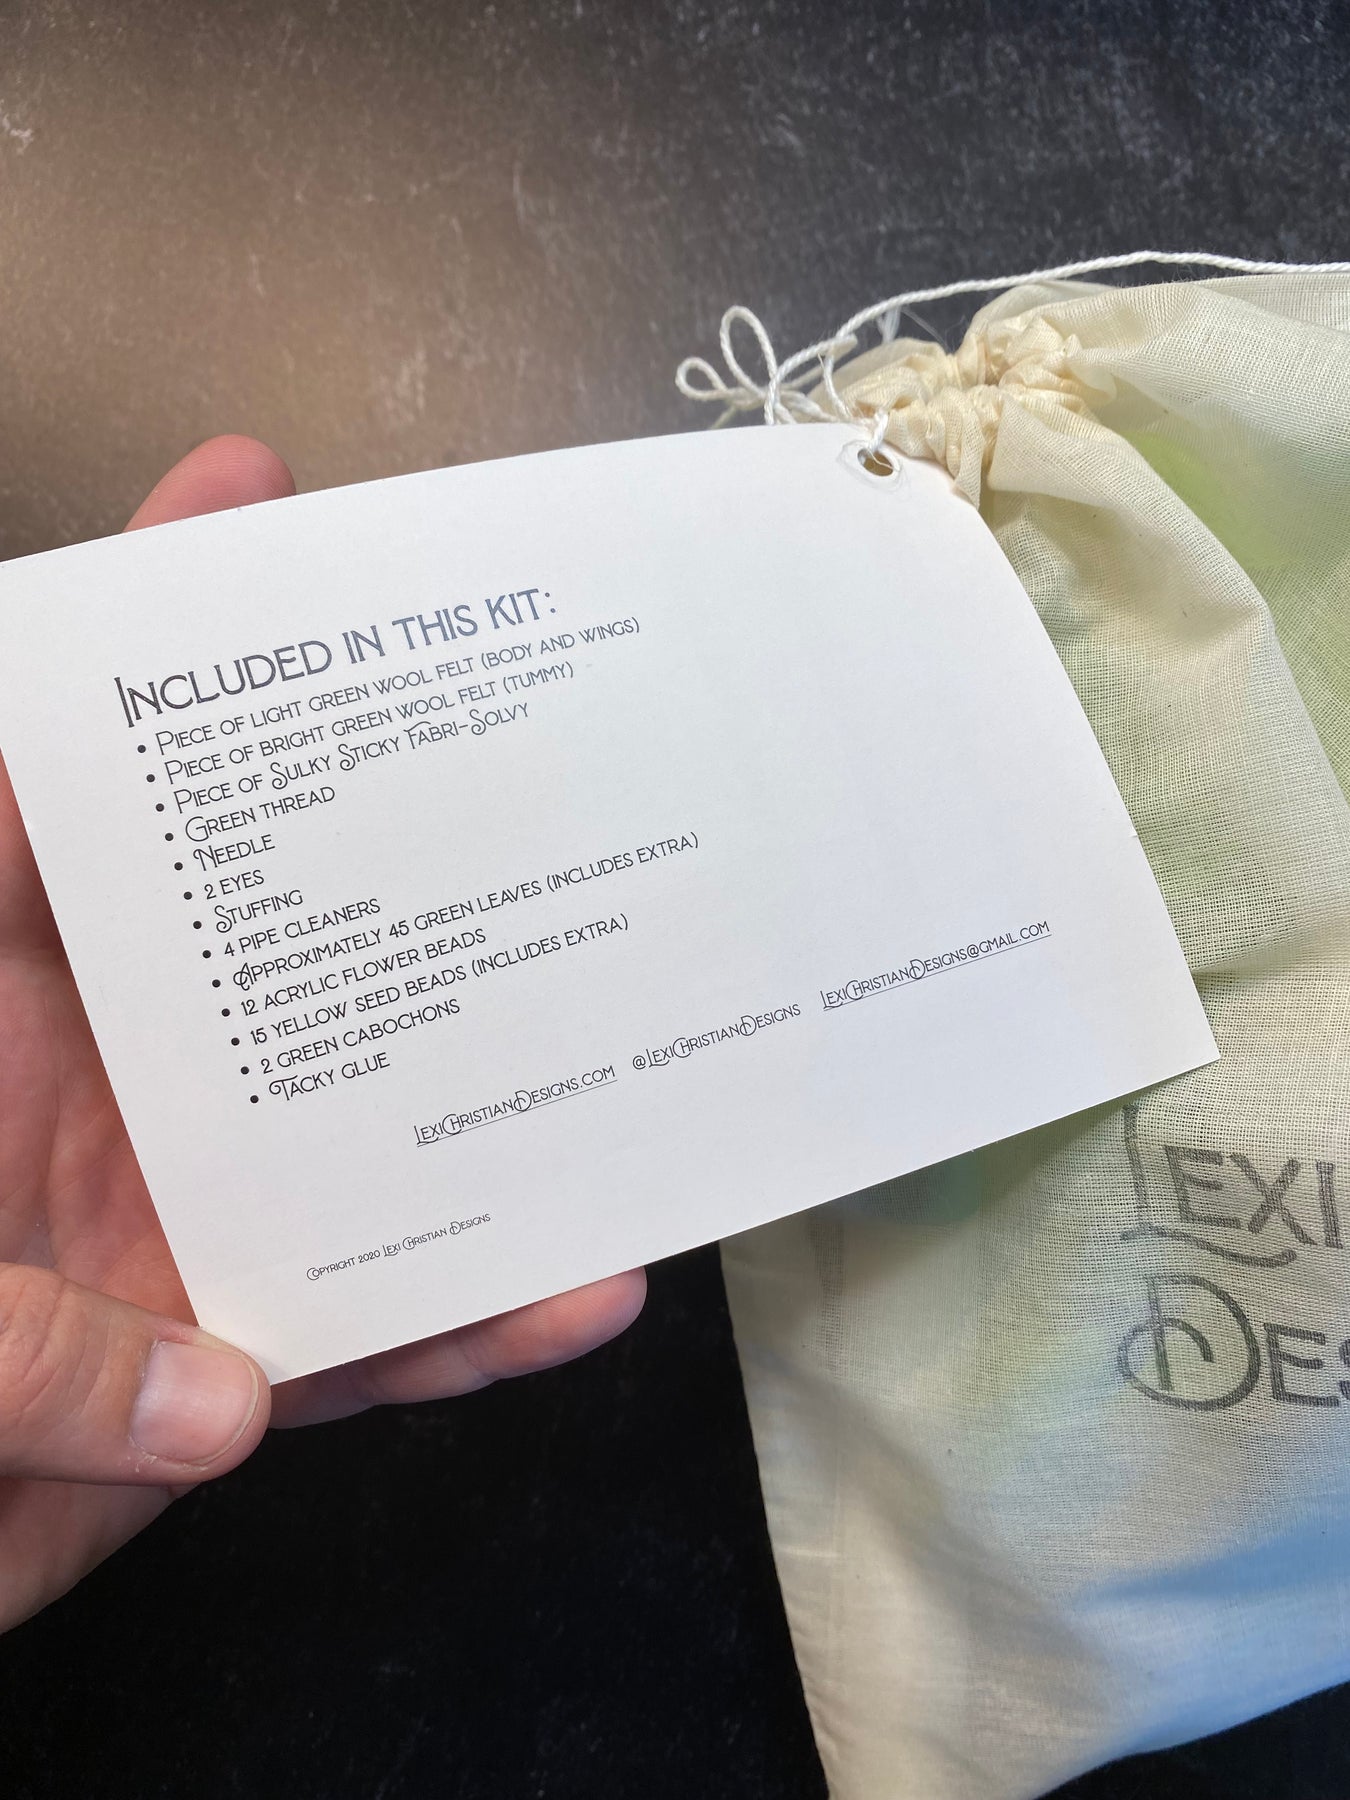 Included in this kit:
• Piece of light green wool felt (body and wings)
• Piece of bright green wool felt (tummy)
• Piece of Sulky Sticky Fabri-Solvy
• Green thread
• Needle
• 2 eyes
• Stuffing
• 4 pipe cleaners
• Approximately 45 green leaves (includes extra)
• 12 acrylic flower beads
• 15 yellow seed beads (includes extra)
• 2 green cabochons
• Tacky glue
LexiChristianDesigns.com @LexiChristianDesigns LexiChristianDesigns@gmail.com
Copyright 2020 Lexi Christian Designs
Lexi
Des